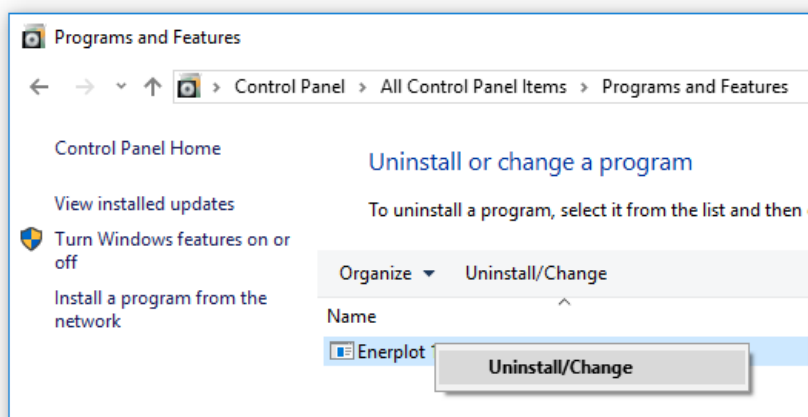 Programs and Features
Control Panel > All Control Panel Items > Programs and Features
Control Panel Home
View installed updates
Turn Windows features on or
off
Install a program from the
network
Uninstall or change a program
To uninstall a program, select it from the list and then
Organize Uninstall/Change
Name
Enerplot
Uninstall/Change